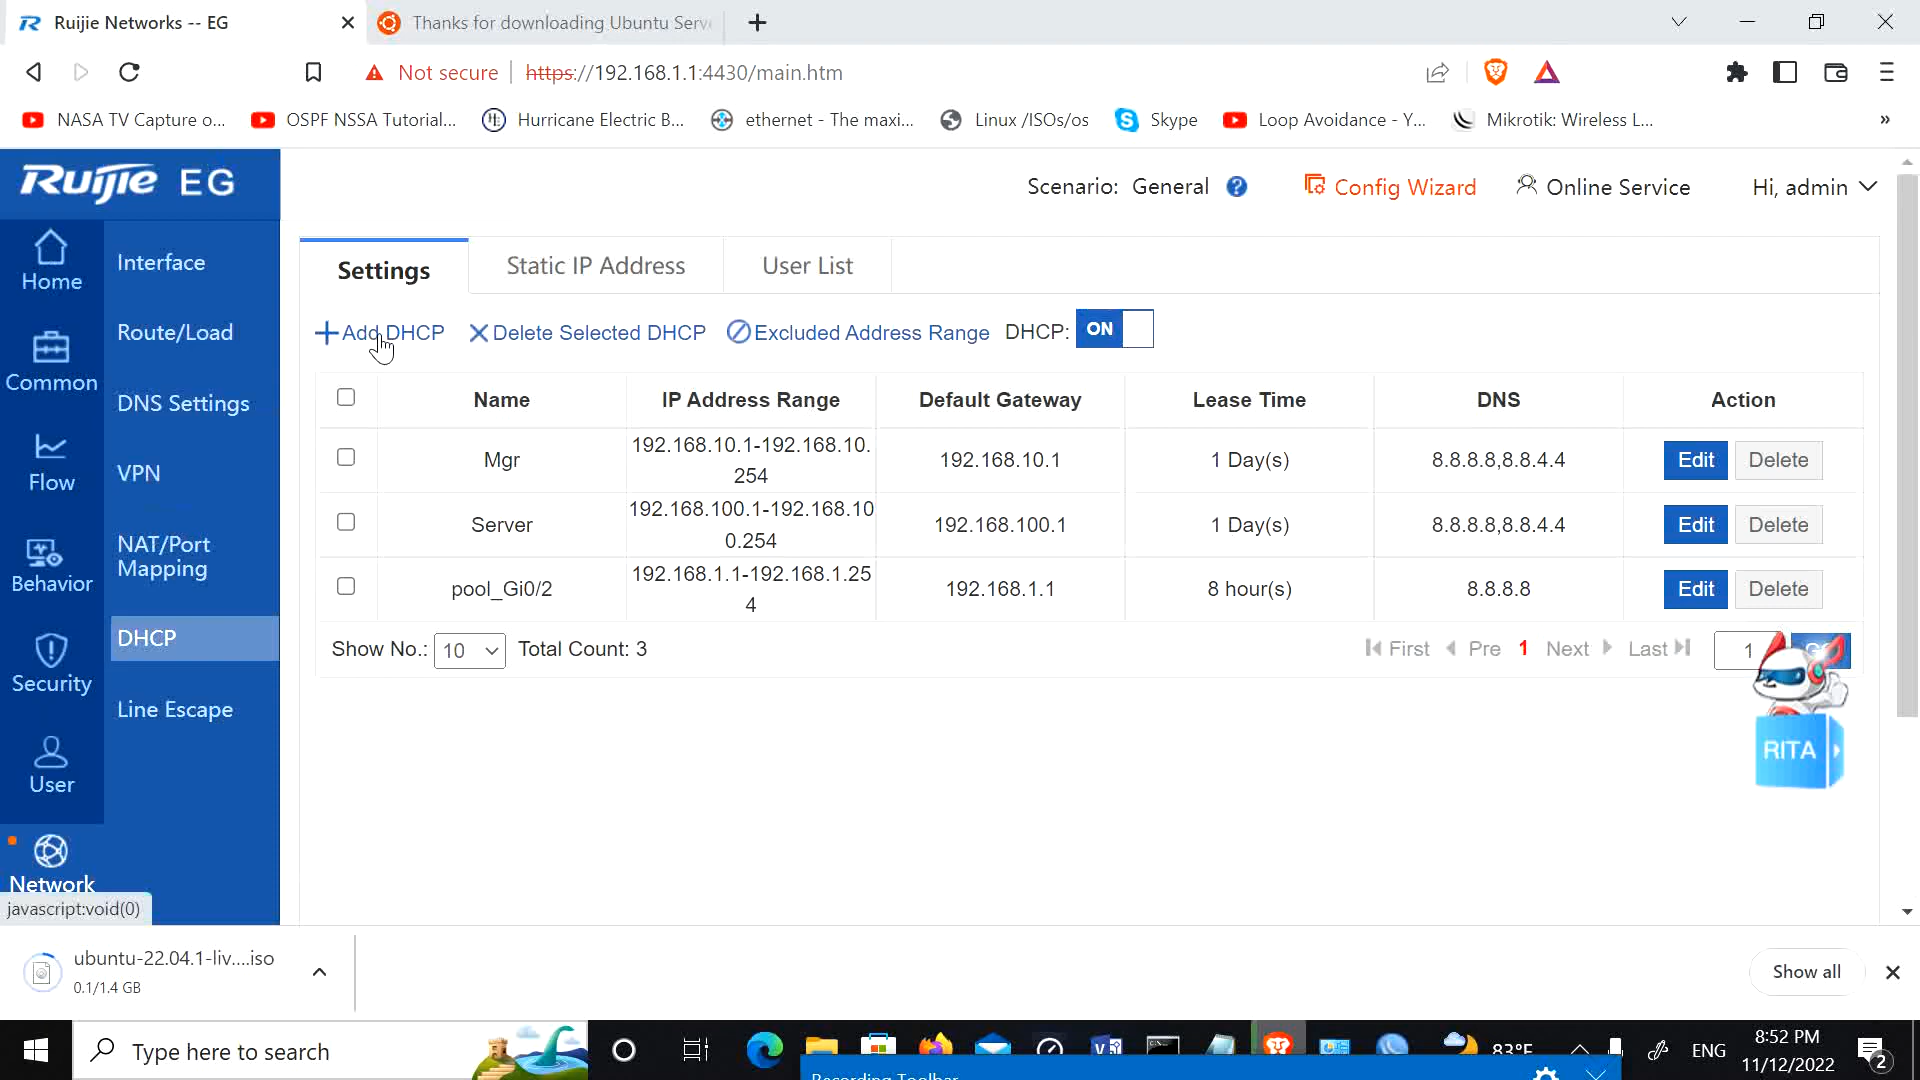 Ruijie Networks -- EG
Thanks for downloading Ubuntu Serv
Not secure
https://192.168.1.1:4430/main.htm
NASA TV Capture o...
OSPF NSSA Tutorial...
Hurricane Electric B...
ethernet - The maxi...
Linux /ISOs/os
Skype
Loop Avoidance - Y...
Mikrotik: Wireless L...
»
Ruijie EG
Scenario: General
Config Wizard
Online Service
Hi, admin
Home
Common
Flow
Behavior
Security
User
Network
Interface
Route/Load
DNS Settings
VPN
NAT/Port
Mapping
DHCP
Line Escape
Settings
Static IP Address
User List
Add DHCP
Delete Selected DHCP
Excluded Address Range
DHCP: ON
Name
IP Address Range
Default Gateway
Lease Time
DNS
Action
Mgr
192.168.10.1-192.168.10.
254
192.168.10.1
1 Day(s)
8.8.8.8,8.8.4.4
Edit
Delete
Server
192.168.100.1-192.168.10
0.254
192.168.100.1
1 Day(s)
8.8.8.8,8.8.4.4
Edit
Delete
pool_Gi0/2
192.168.1.1-192.168.1.25
4
192.168.1.1
8 hour(s)
8.8.8.8
Edit
Delete
Show No.: 10 Total Count: 3
First Pre 1 Next Last 1
RITA
javascript:void(0)
ubuntu-22.04.1-liv....iso
0.1/1.4 GB
Show all
Type here to search
83°F
ENG
8:52 PM
11/12/2022
2
Recording Toolbar